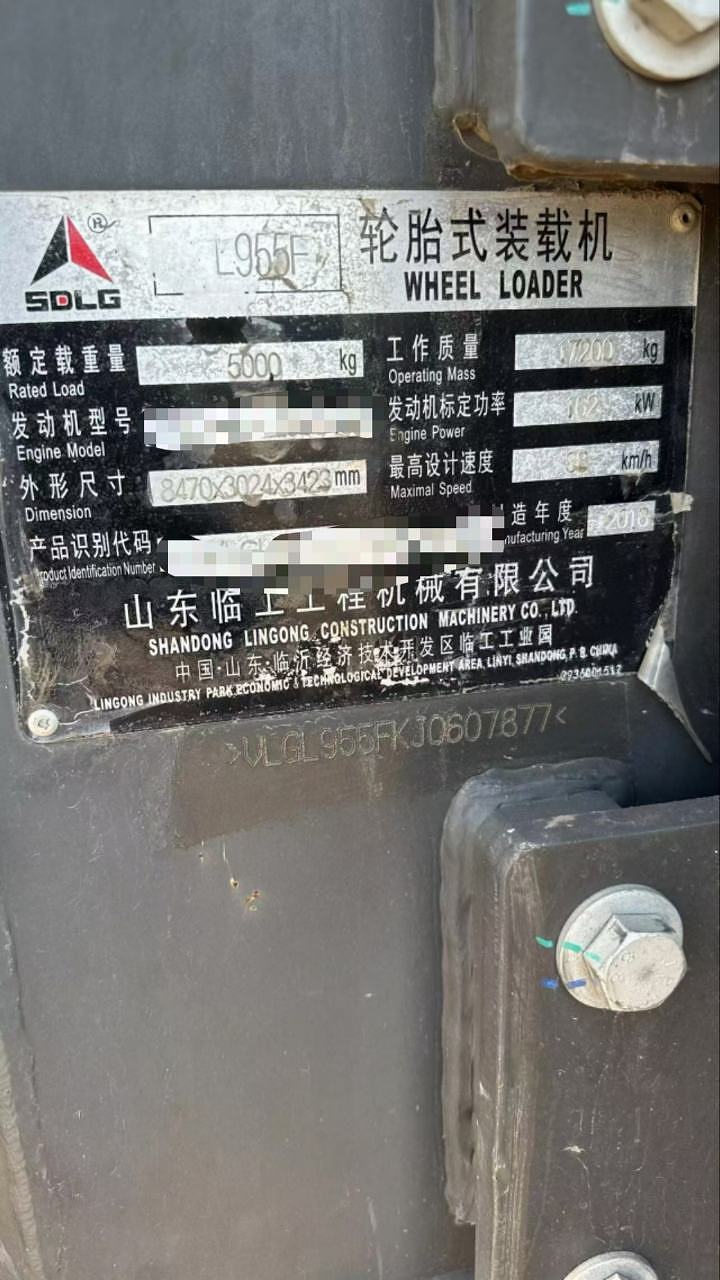 SDLG ®
L955F
轮胎式装载机
WHEEL LOADER
额定载重量 5000 kg
Rated Load
工作质量 17200 kg
Operating Mass
发动机型号
Engine Model
发动机标定功率 162 kW
Engine Power
外形尺寸 8470x3024x3423 mm
Dimension
最高设计速度 km/h
Maximal Speed
产品识别代码
Product Identification Number
造年度 2018
nufacturing Year
山东临工工程机械有限公司
SHANDONG LINGONG CONSTRUCTION MACHINERY CO., LTD.
中国·山东·临沂经济技术开发区临工工业园
LINGONG INDUSTRY PARK ECONOMIC & TECHNOLOGICAL DEVELOPMENT AREA, LINYI, SHANDONG, P. R. CHINA
>VLGL955FKJ0607877<